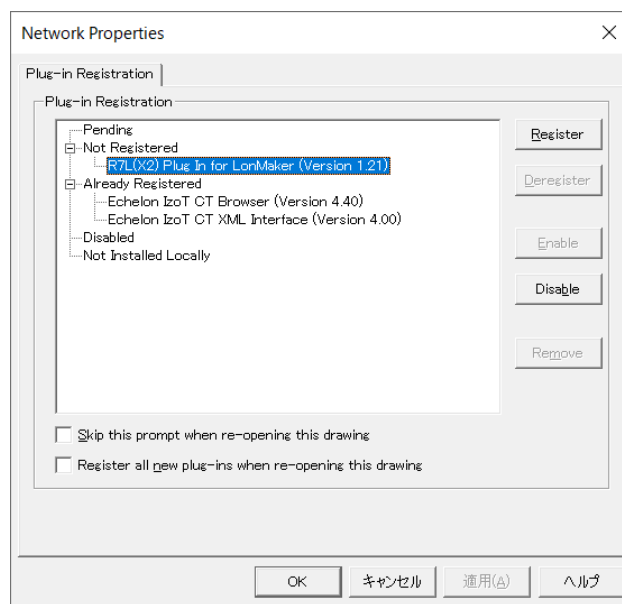 Network Properties
Plug-in Registration
Plug-in Registration
Pending
Not Registered
R7L(X2) Plug In for LonMaker (Version 1.21)
Already Registered
Echelon IzoT CT Browser (Version 4.40)
Echelon IzoT CT XML Interface (Version 4.00)
Disabled
Not Installed Locally
Register
Deregister
Enable
Disable
Remove
Skip this prompt when re-opening this drawing
Register all new plug-ins when re-opening this drawing
OK
キャンセル
適用(A)
ヘルプ